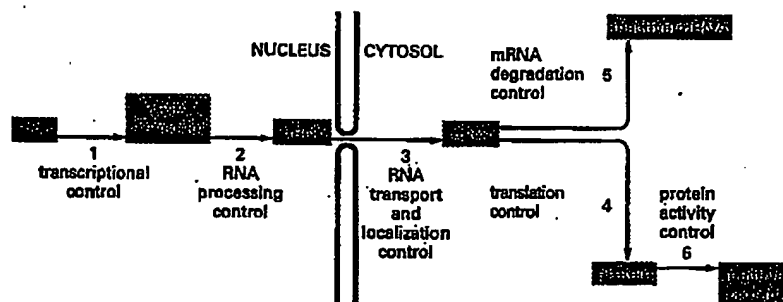 NUCLEUS
CYTOSOL
mRNA
degradation
control
5
1
transcriptional
control
2
RNA
processing
control
3
RNA
transport
and
localization
control
translation
control
4
protein
activity
control
6